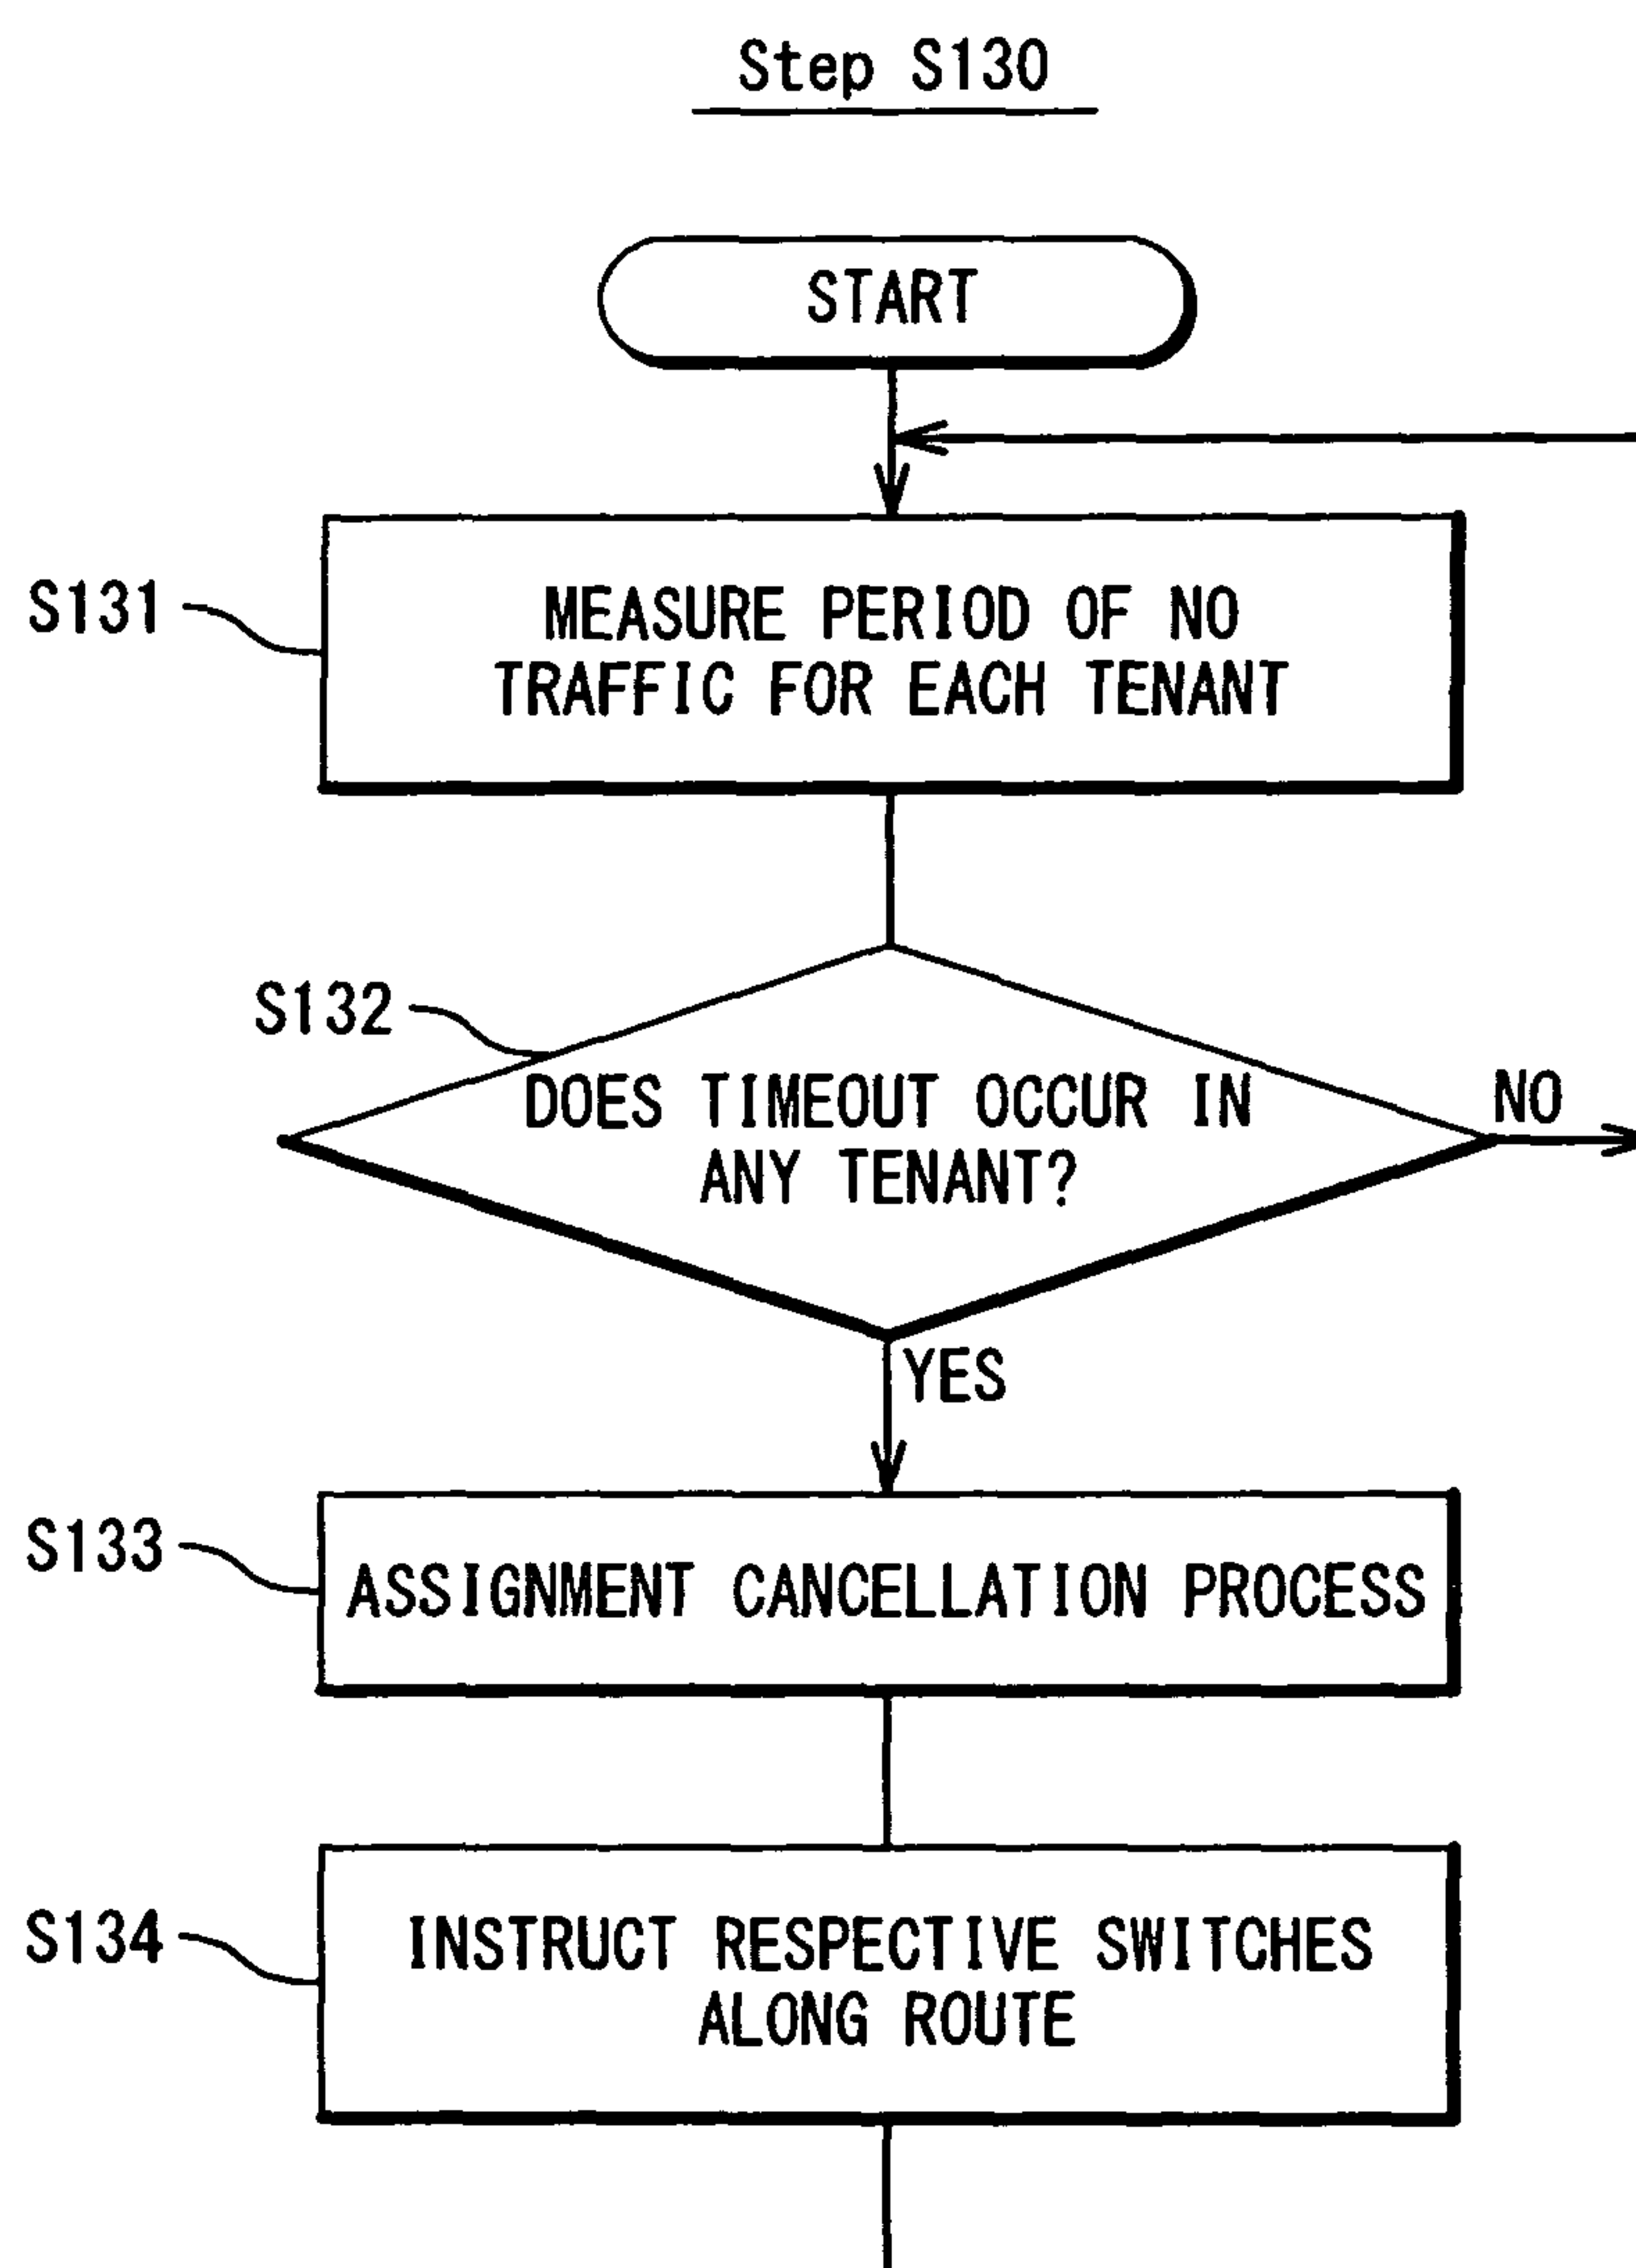 Step S130
START
S131
MEASURE PERIOD OF NO
TRAFFIC FOR EACH TENANT
S132
DOES TIMEOUT OCCUR IN
ANY TENANT?
NO
YES
S133
ASSIGNMENT CANCELLATION PROCESS
S134
INSTRUCT RESPECTIVE SWITCHES
ALONG ROUTE